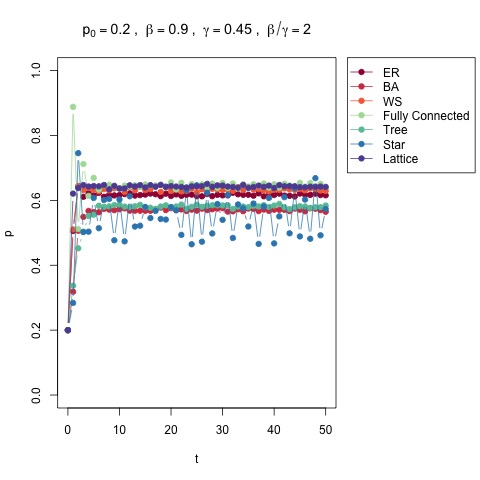 p₀ = 0.2 , β = 0.9 , γ = 0.45 , β/γ = 2
ER
BA
WS
Fully Connected
Tree
Star
Lattice
1.0
0.8
0.6
0.4
0.2
0.0
p
0 10 20 30 40 50
t